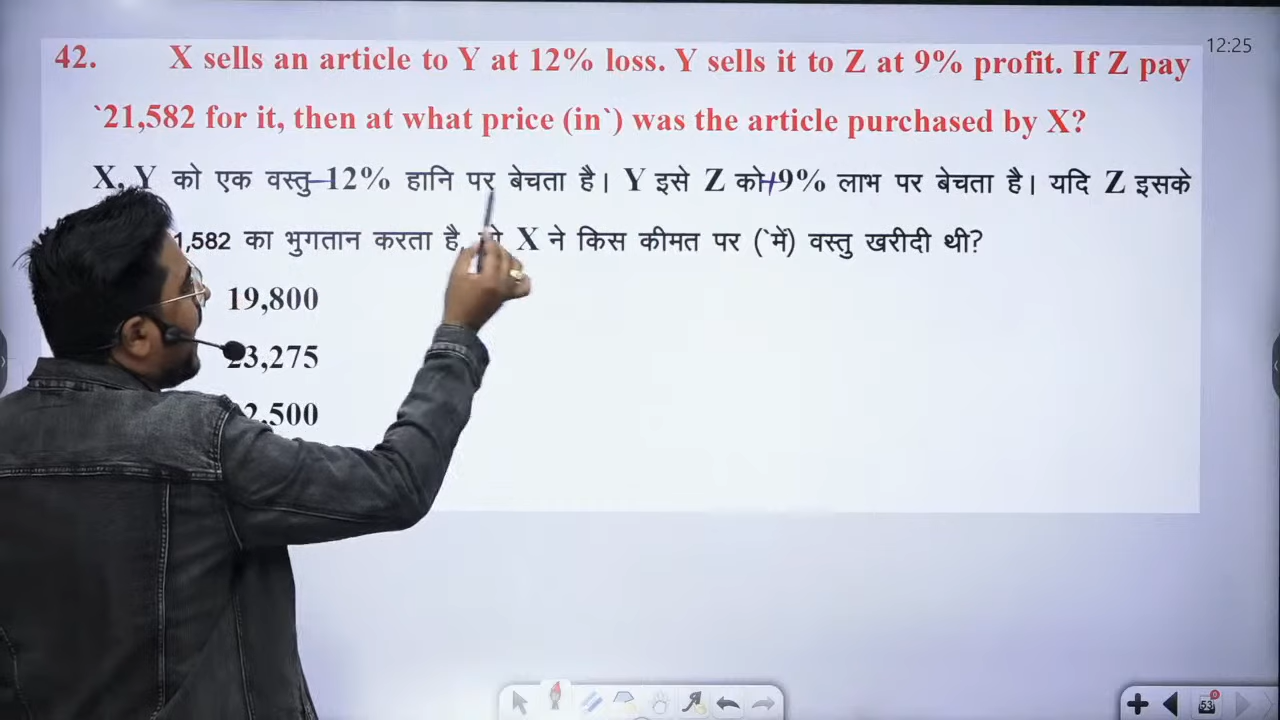 12:25
42. X sells an article to Y at 12% loss. Y sells it to Z at 9% profit. If Z pay
`21,582 for it, then at what price (in`) was the article purchased by X?
X, Y को एक वस्तु 12% हानि पर बेचता है। Y इसे Z को 9% लाभ पर बेचता है। यदि Z इसके
1,582 का भुगतान करता है, X ने किस कीमत पर (`में) वस्तु खरीदी थी?
19,800
23,275
2,500
53